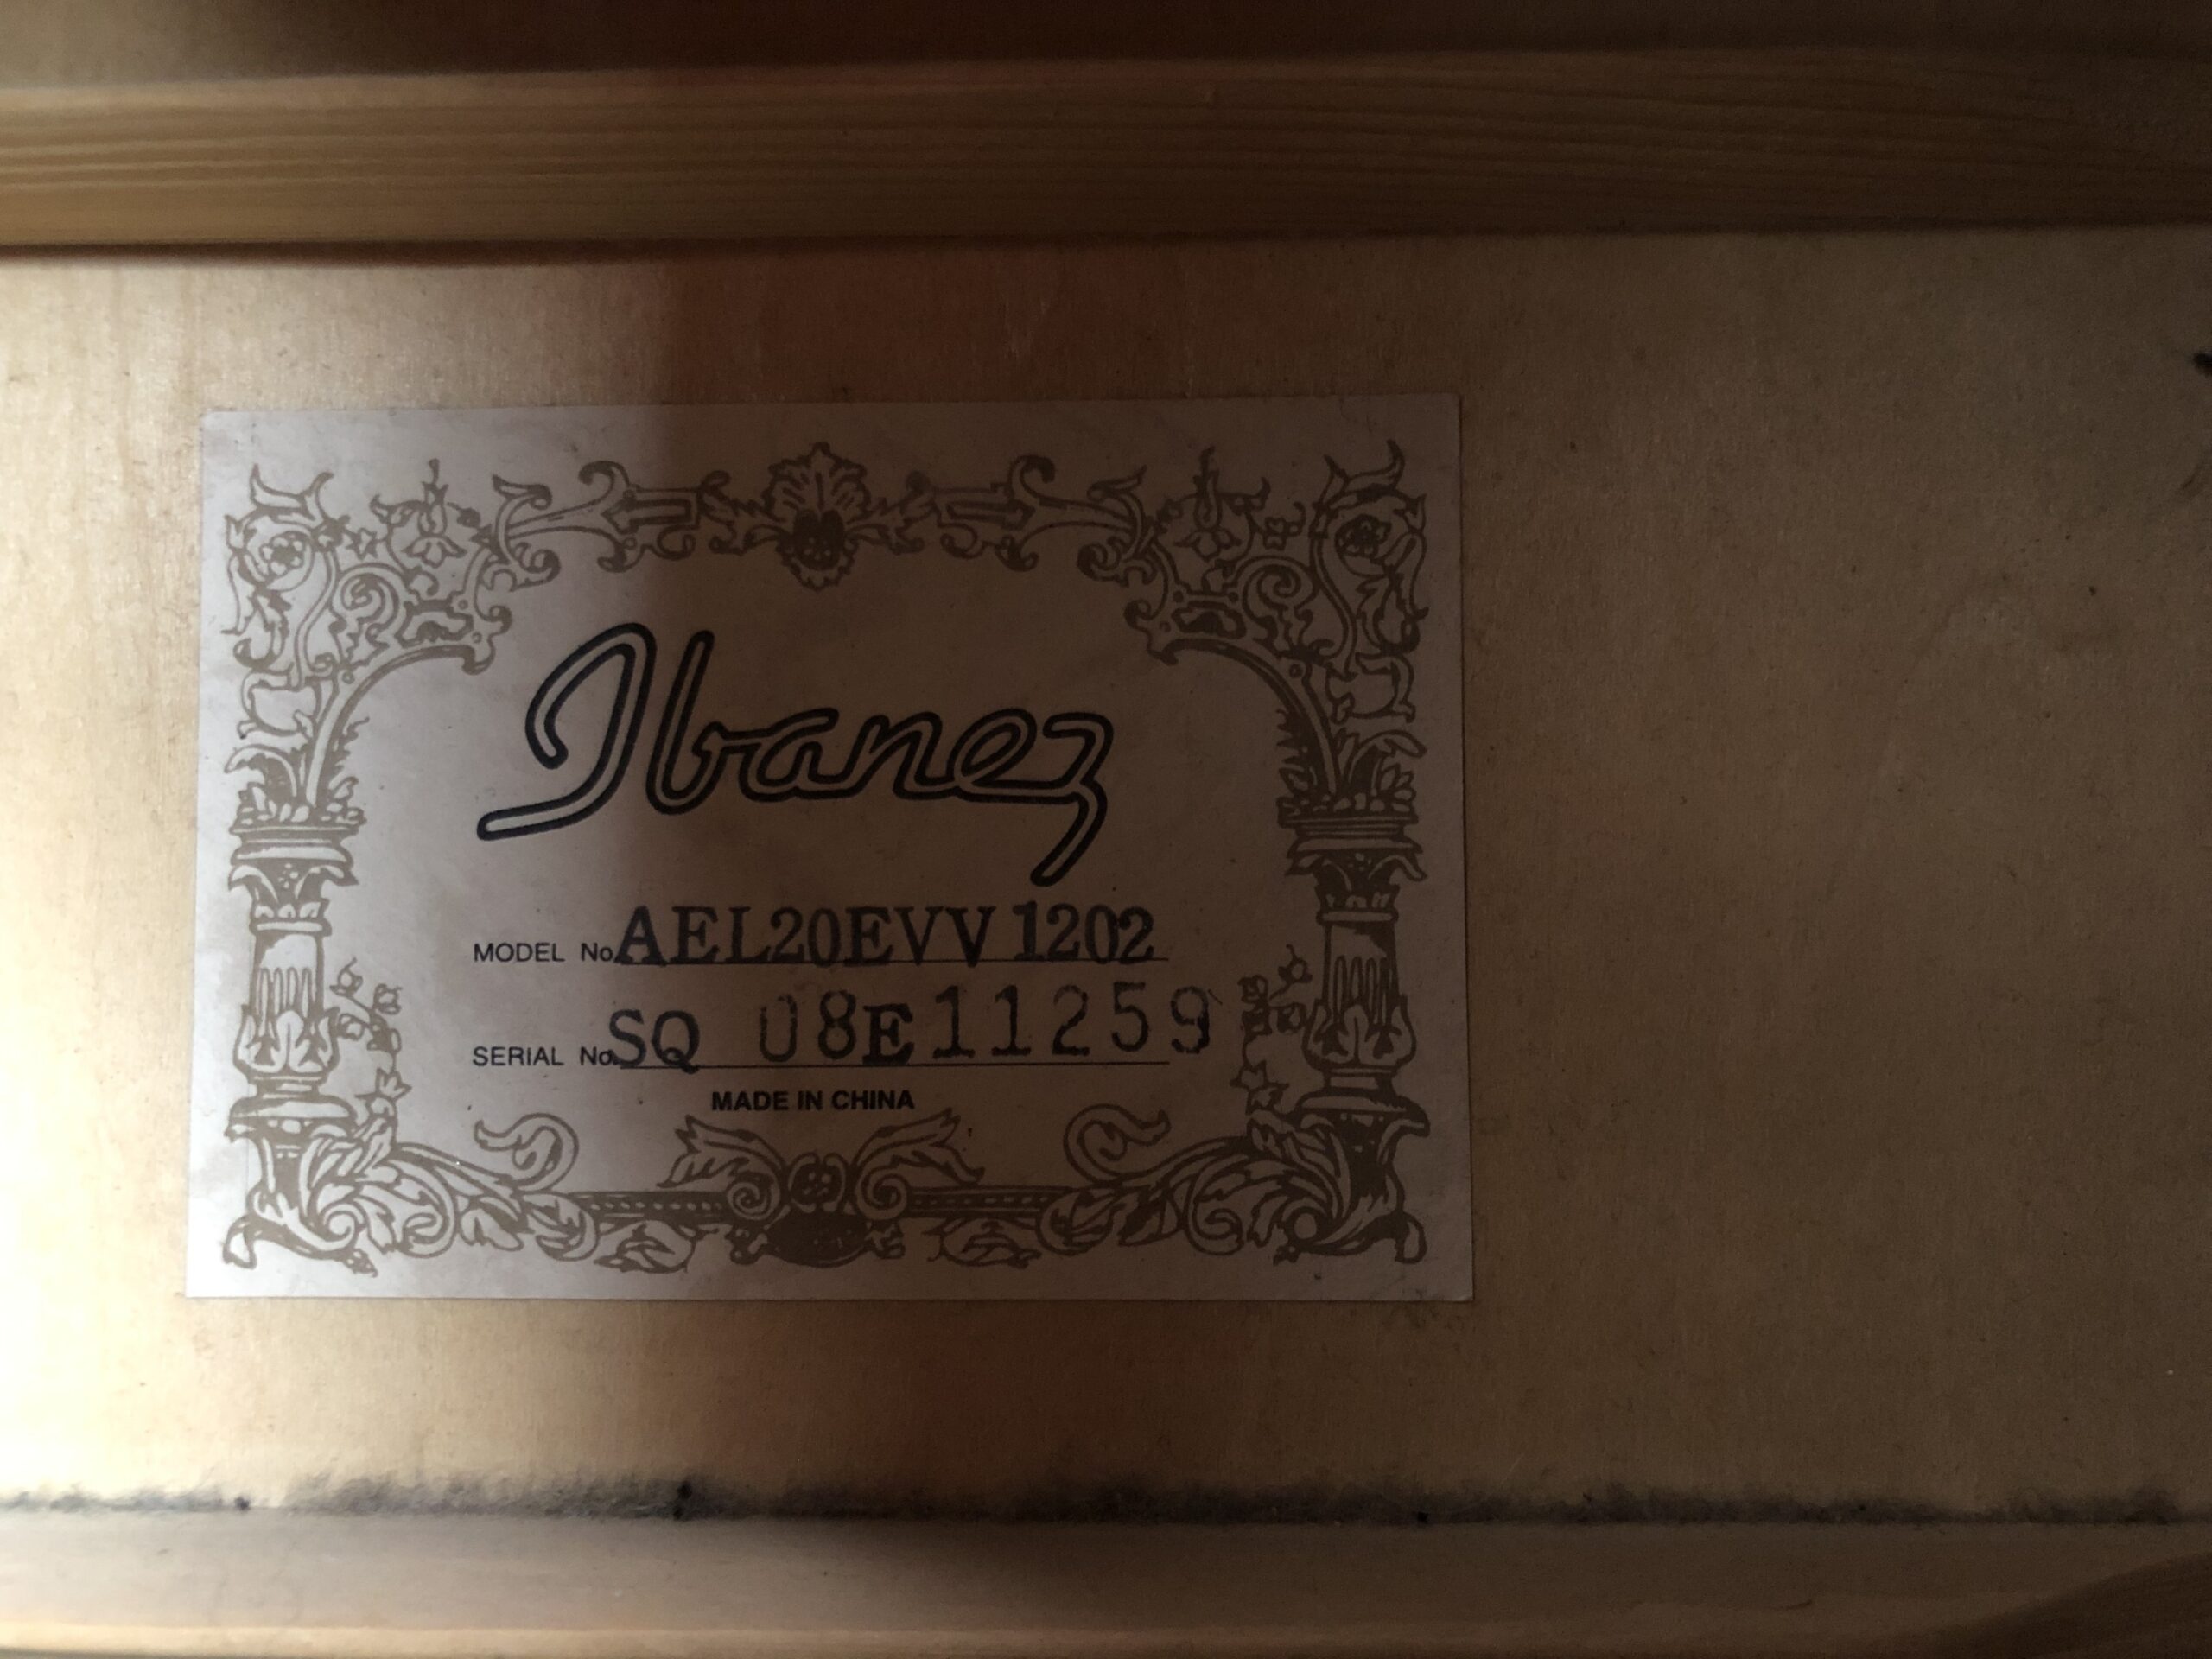 Ibanez
MODEL No. AEL20EVV 1202
SERIAL No. SQ 08E11259
MADE IN CHINA